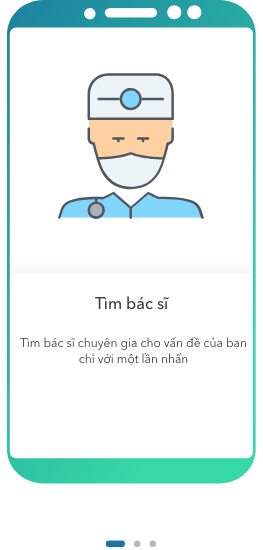 Tìm bác sĩ
Tìm bác sĩ chuyên gia cho vấn đề của bạn
chỉ với một lần nhấn